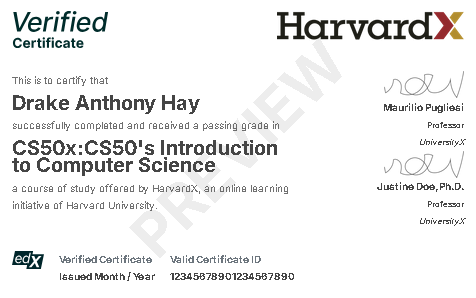 Verified
Certificate
HarvardX
This is to certify that
Drake Anthony Hay
successfully completed and received a passing grade in
CS50x:CS50's Introduction
to Computer Science
a course of study offered by HarvardX, an online learning
initiative of Harvard University.
Maurilio Pugliesi
Professor
UniversityX
Justine Doe, Ph.D.
Professor
UniversityX
PREVIEW
edX
Verified Certificate
Issued Month / Year
Valid Certificate ID
12345678901234567890